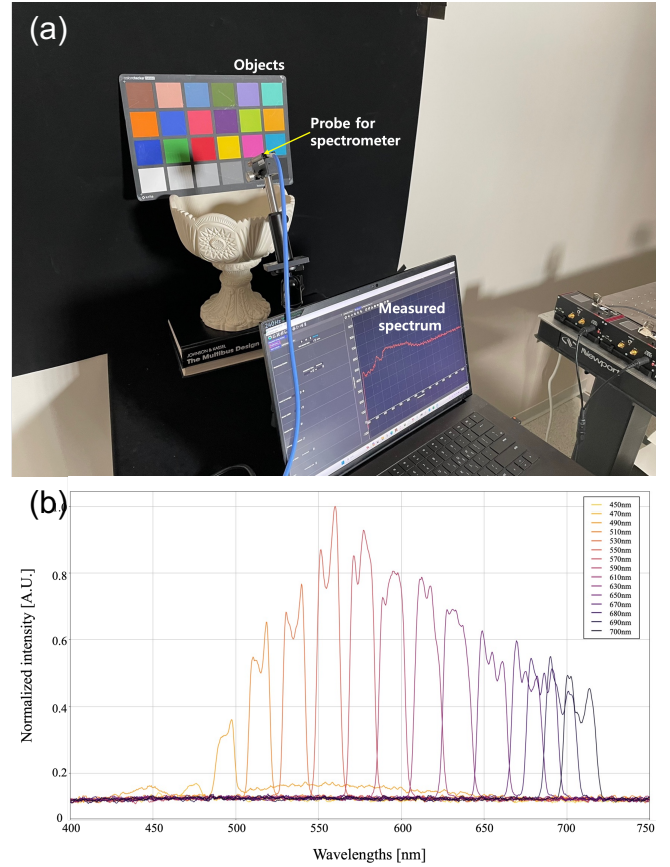 (a)
Objects
Probe for
spectrometer
Measured
spectrum
JOHNSON & KASEL
The Multibus Design
Newport
(b)
1.0
0.8
0.6
0.4
0.2
0
Normalized intensity [A.U.]
450nm
470nm
490nm
510nm
530nm
550nm
570nm
590nm
610nm
630nm
650nm
670nm
680nm
690nm
700nm
400 450 500 550 600 650 700 750
Wavelengths [nm]